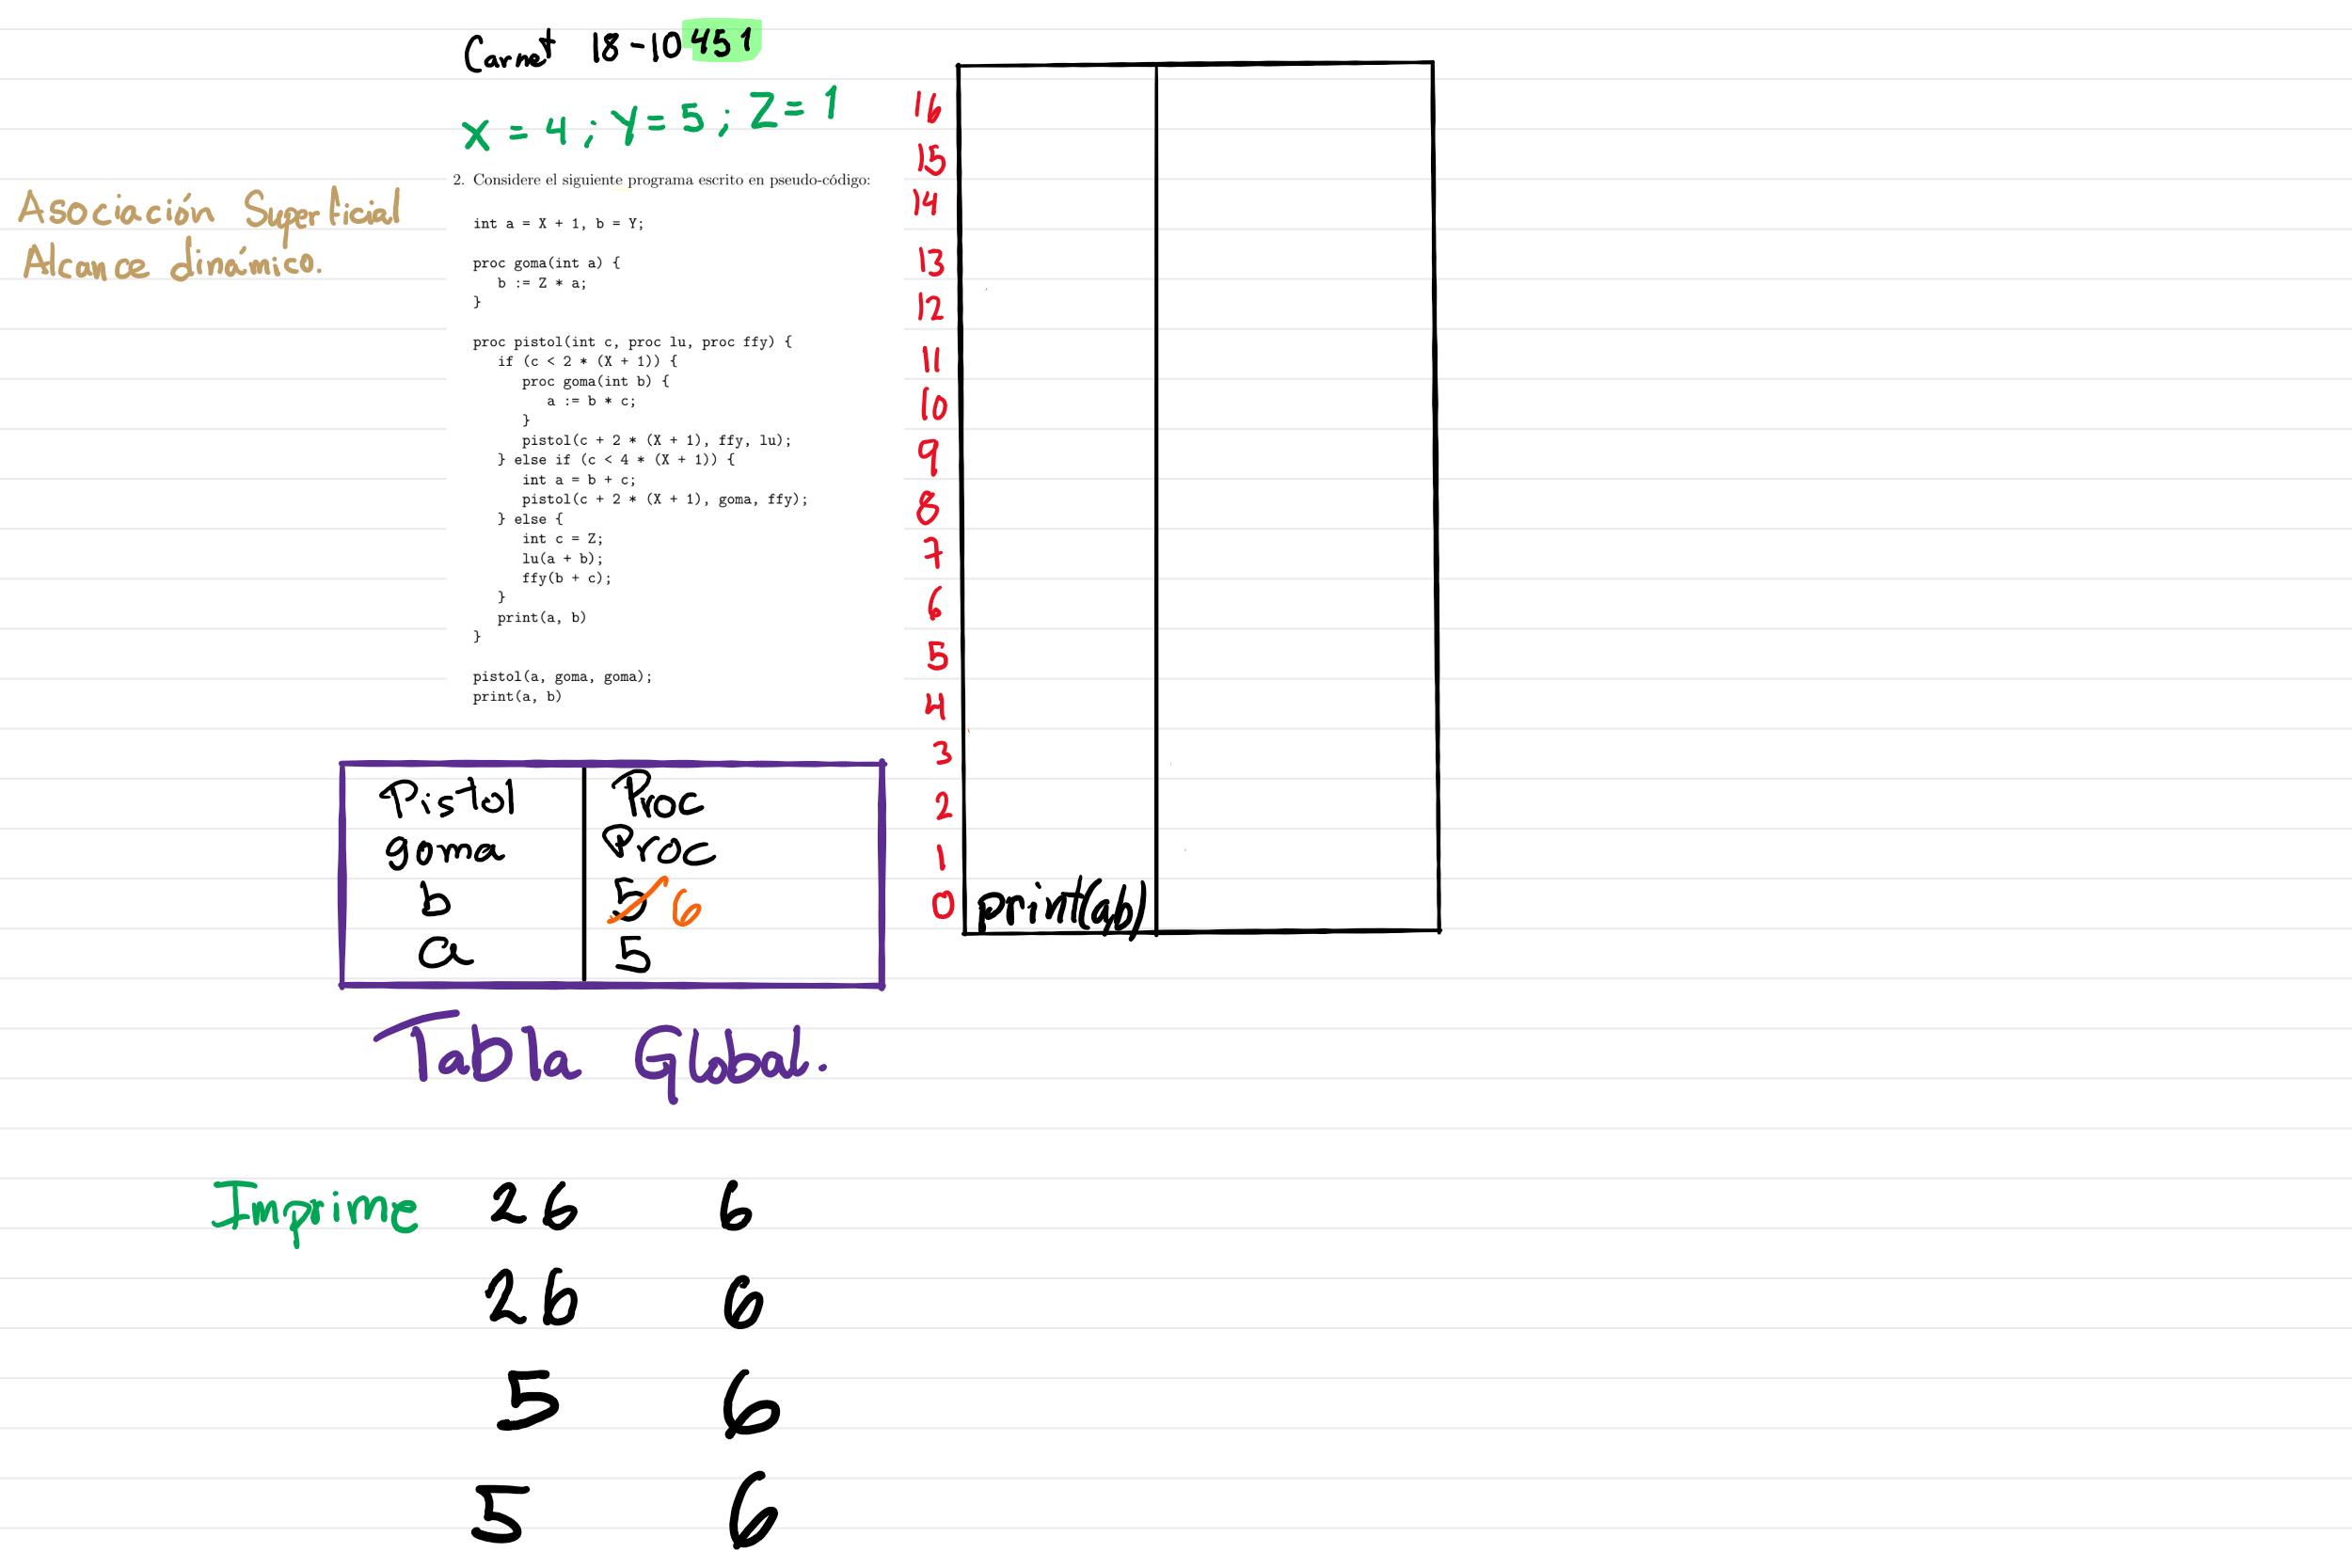 Carnet 18-10451
X = 4 ; Y = 5 ; Z = 1
Asociación Superficial
Alcance dinámico.
2. Considere el siguiente programa escrito en pseudo-código:
int a = X + 1, b = Y;
proc goma(int a) {
b := Z * a;
}
proc pistol(int c, proc lu, proc ffy) {
if (c < 2 * (X + 1)) {
proc goma(int b) {
a := b * c;
}
pistol(c + 2 * (X + 1), ffy, lu);
} else if (c < 4 * (X + 1)) {
int a = b + c;
pistol(c + 2 * (X + 1), goma, ffy);
} else {
int c = Z;
lu(a + b);
ffy(b + c);
}
print(a, b)
}
pistol(a, goma, goma);
print(a, b)
16
15
14
13
12
11
10
9
8
7
6
5
4
3
2
1
0 print(a,b)
Pistol Proc
goma Proc
b 5 6
a 5
Tabla Global.
Imprime 26 6
26 6
5 6
5 6